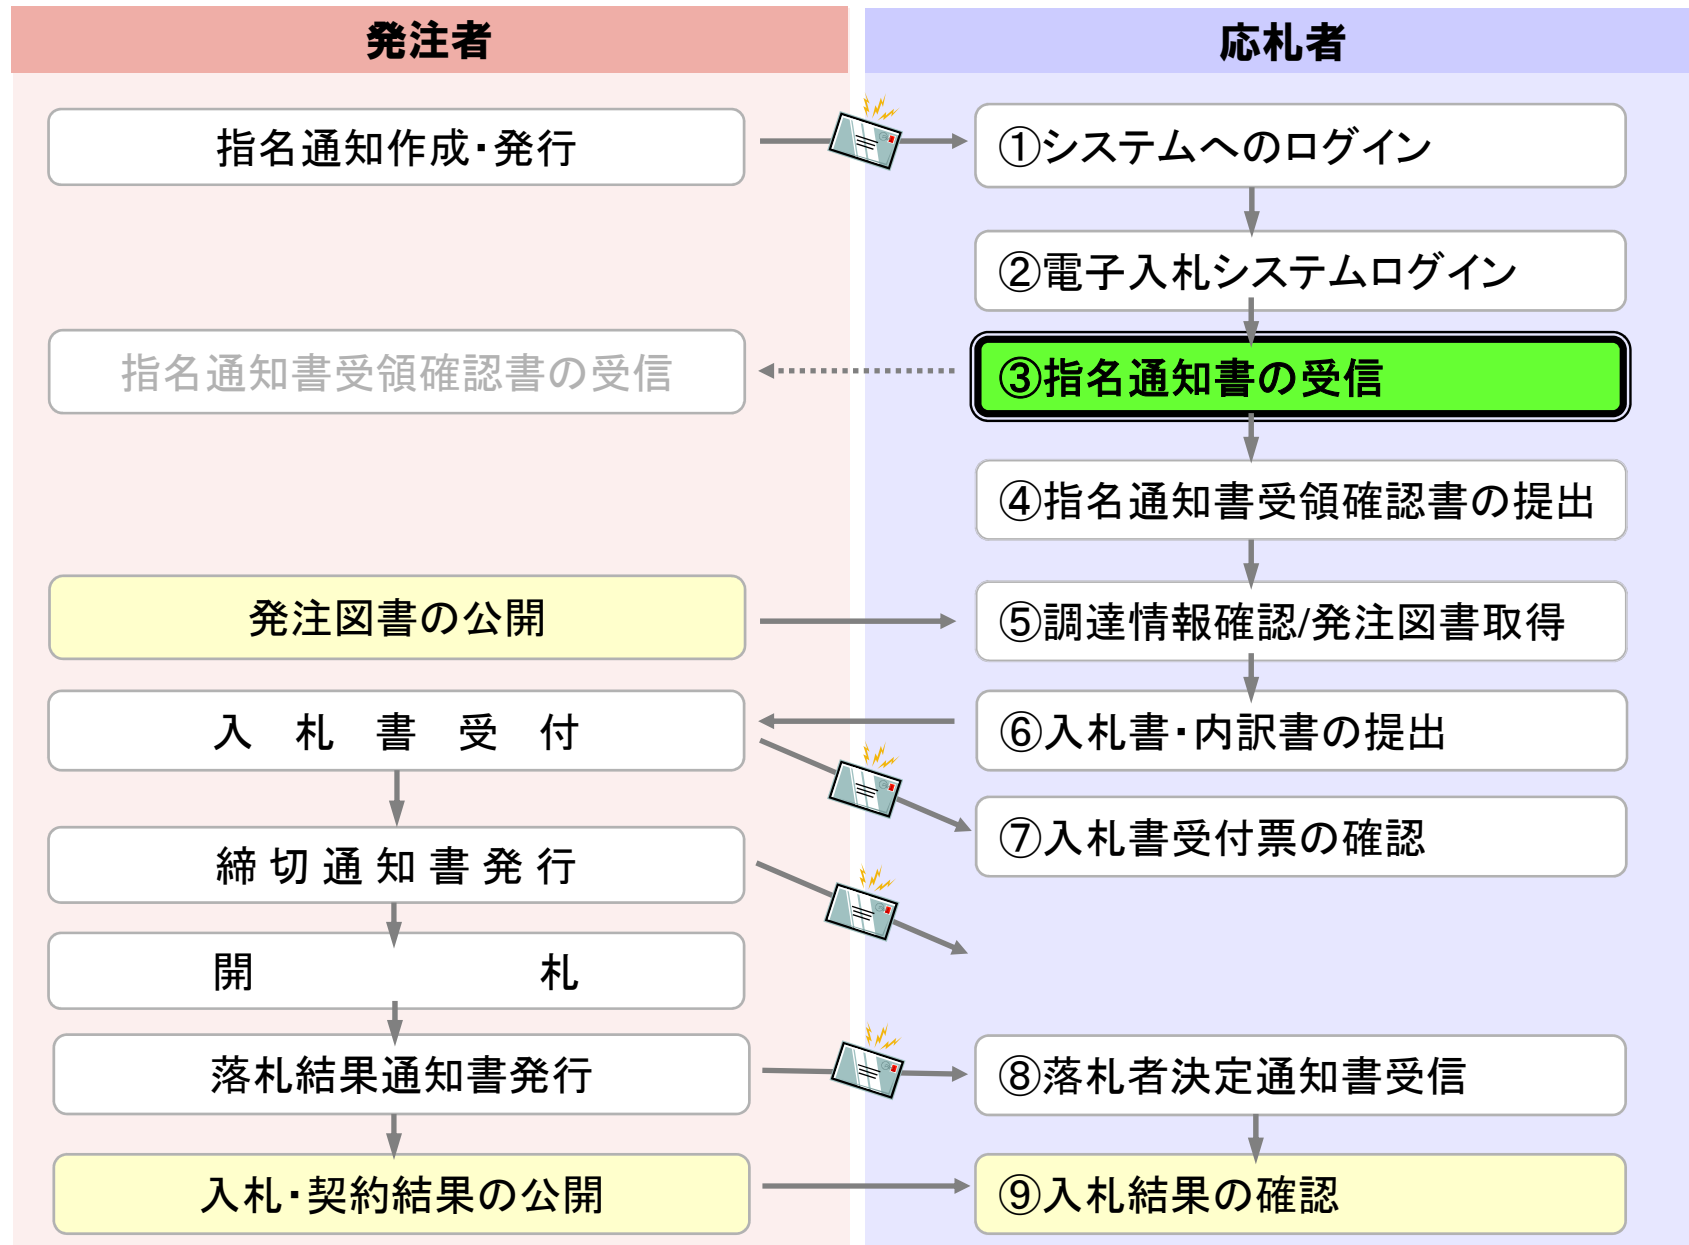 発注者
応札者
指名通知作成・発行
①システムへのログイン
②電子入札システムログイン
指名通知書受領確認書の受信
③指名通知書の受信
④指名通知書受領確認書の提出
発注図書の公開
⑤調達情報確認/発注図書取得
入札書受付
⑥入札書・内訳書の提出
⑦入札書受付票の確認
締切通知書発行
開札
落札結果通知書発行
⑧落札者決定通知書受信
入札・契約結果の公開
⑨入札結果の確認